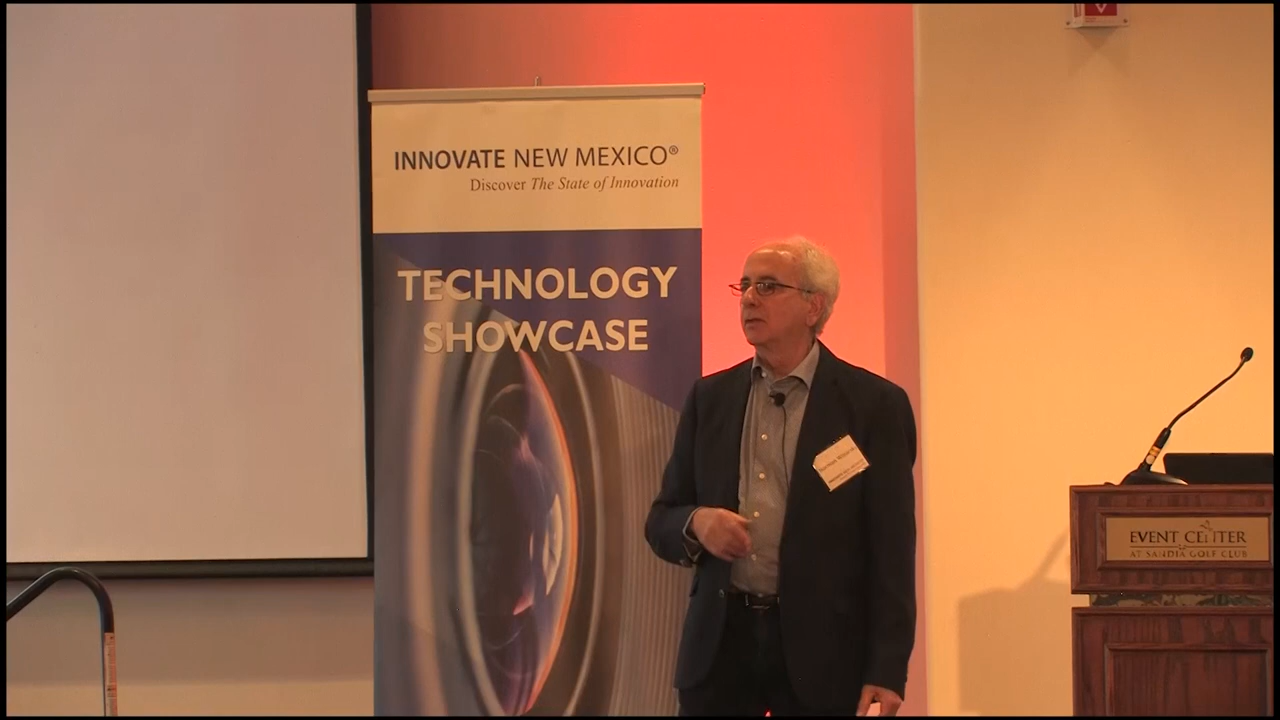 INNOVATE NEW MEXICO®
Discover The State of Innovation
TECHNOLOGY
SHOWCASE
EVENT CENTER
AT SANDIA GOLF CLUB